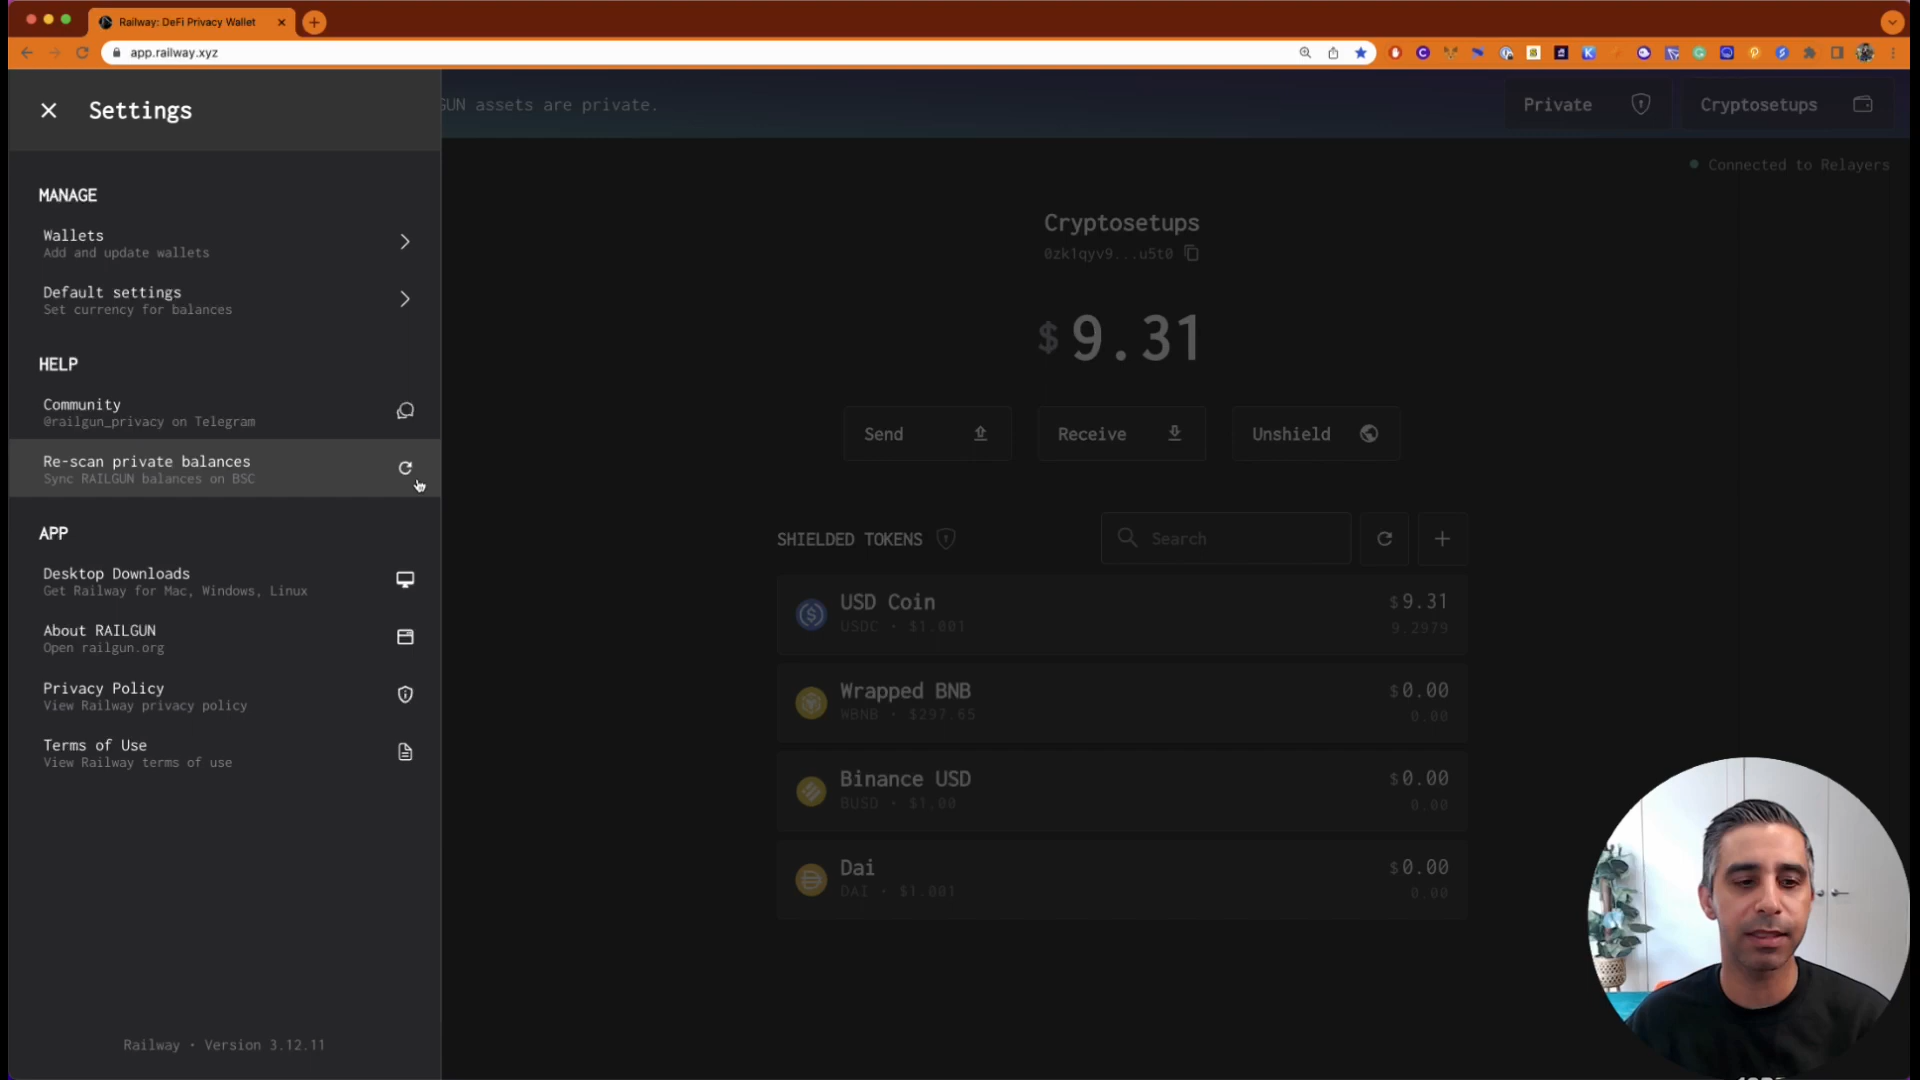 Railway: DeFi Privacy Wallet
app.railway.xyz
Settings
GUN assets are private.
Private
Cryptosetups
Connected to Relayers
MANAGE
Wallets
Add and update wallets
Default settings
Set currency for balances
HELP
Community
@railgun_privacy on Telegram
Re-scan private balances
Sync RAILGUN balances on BSC
APP
Desktop Downloads
Get Railway for Mac, Windows, Linux
About RAILGUN
Open railgun.org
Privacy Policy
View Railway privacy policy
Terms of Use
View Railway terms of use
Railway • Version 3.12.11
Cryptosetups
0zk1qyv9...u5t0
$ 9.31
Send
Receive
Unshield
SHIELDED TOKENS
Search
USD Coin
$9.31
USDC • $1.001
9.2979
Wrapped BNB
$0.00
WBNB • $297.65
0.00
Binance USD
$0.00
BUSD • $1.00
0.00
Dai
$0.00
DAI • $1.001
0.00